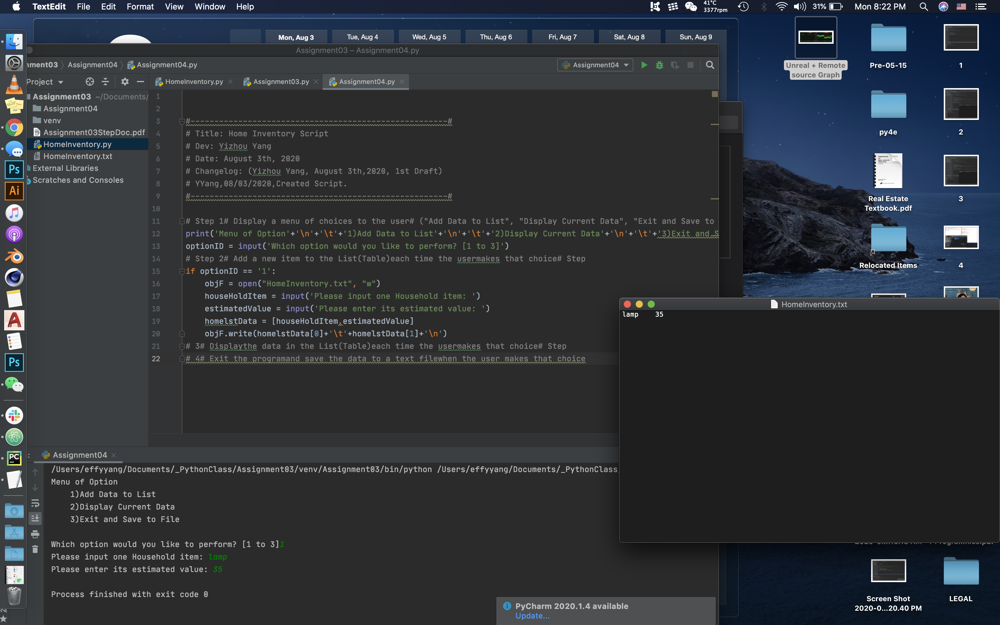 TextEdit File Edit Format View Window Help
41°C
3377rpm
31%
Mon 8:22 PM
Mon, Aug 3 Tue, Aug 4 Wed, Aug 5 Thu, Aug 6 Fri, Aug 7 Sat, Aug 8 Sun, Aug 9
Assignment03 – Assignment04.py
nment03 Assignment04 Assignment04.py
Assignment04
Project
HomeInventory.py Assignment03.py Assignment04.py
Assignment03 ~/Documents/
Assignment04
venv
Assignment03StepDoc.pdf
HomeInventory.py
HomeInventory.txt
External Libraries
Scratches and Consoles
1
2
3 #------------------------------------------------------#
4 # Title: Home Inventory Script
5 # Dev: Yizhou Yang
6 # Date: August 3th, 2020
7 # Changelog: (Yizhou Yang, August 3th,2020, 1st Draft)
8 # YYang,08/03/2020,Created Script.
9 #------------------------------------------------------#
10
11 # Step 1# Display a menu of choices to the user# ("Add Data to List", "Display Current Data", "Exit and Save to
12 print('Menu of Option'+'\n'+'\t'+'1)Add Data to List'+'\n'+'\t'+'2)Display Current Data'+'\n'+'\t'+'3)Exit and S
13 optionID = input('Which option would you like to perform? [1 to 3]')
14 # Step 2# Add a new item to the List(Table)each time the usermakes that choice# Step
15 if optionID == '1':
16 objF = open("HomeInventory.txt", "w")
17 houseHoldItem = input('Please input one Household item: ')
18 estimatedValue = input('Please enter its estimated value: ')
19 homelstData = [houseHoldItem,estimatedValue]
20 objF.write(homelstData[0]+'\t'+homelstData[1]+'\n')
21 # 3# Displaythe data in the List(Table)each time the usermakes that choice# Step
22 # 4# Exit the programand save the data to a text filewhen the user makes that choice
Assignment04
/Users/effyyang/Documents/_PythonClass/Assignment03/venv/Assignment03/bin/python /Users/effyyang/Documents/_PythonClass
Menu of Option
1)Add Data to List
2)Display Current Data
3)Exit and Save to File
Which option would you like to perform? [1 to 3]1
Please input one Household item: lamp
Please enter its estimated value: 35
Process finished with exit code 0
PyCharm 2020.1.4 available
Update...
HomeInventory.txt
lamp 35
Unreal + Remote
source Graph
Pre-05-15
1
py4e
2
PRINCIPLES
OF
REAL ESTATE
PRACTICE
Real Estate
Textbook.pdf
3
Relocated Items
4
Screen Shot
2020-0...20.40 PM
LEGAL
Ps
Ai
Ps
PC